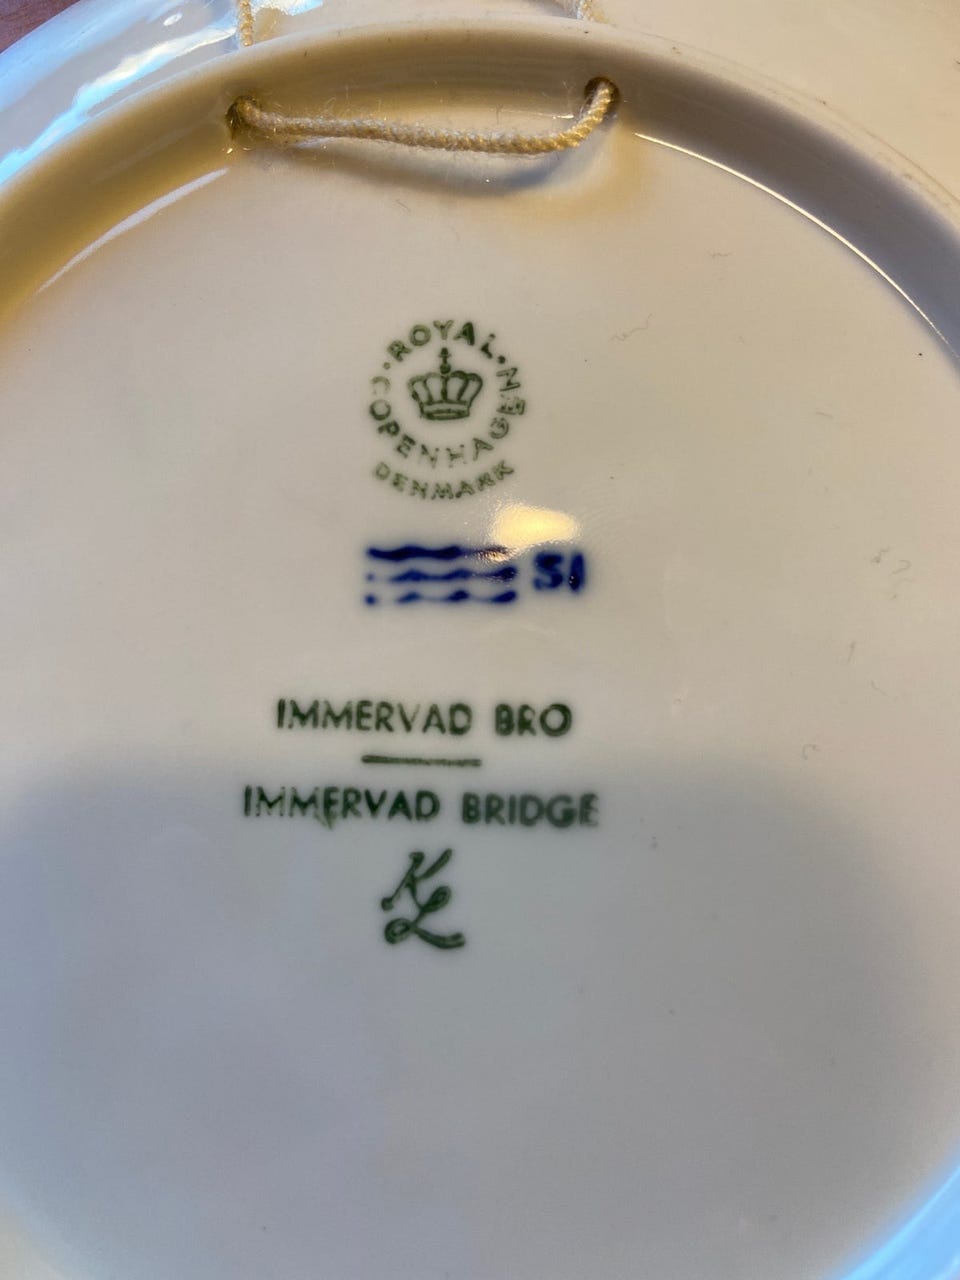 ROYAL
COPENHAGEN
DENMARK
51
IMMERVAD BRO
IMMERVAD BRIDGE
KL